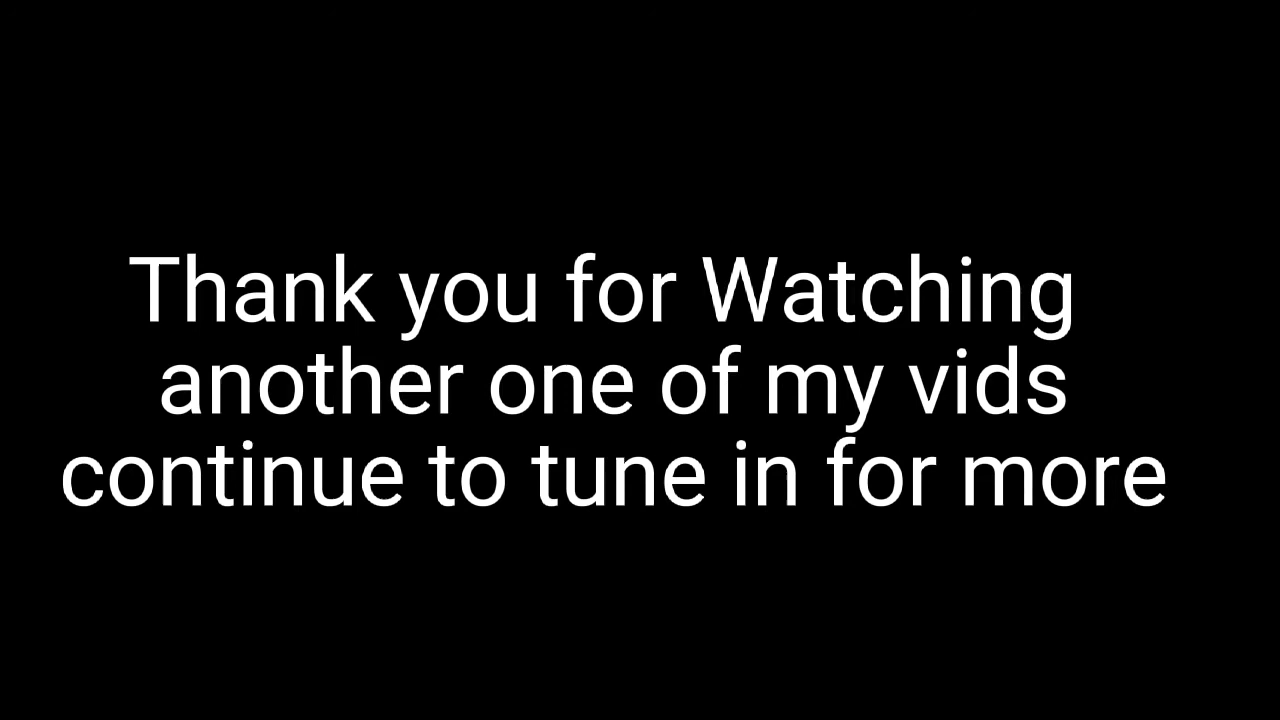 Thank you for Watching
another one of my vids
continue to tune in for more